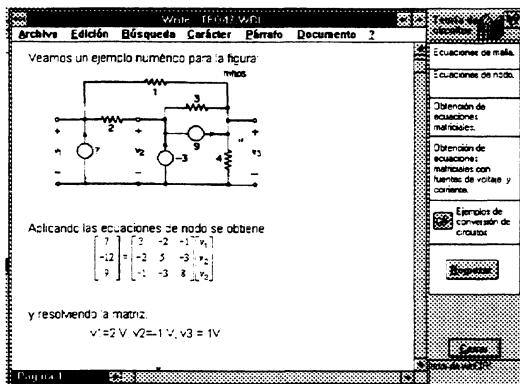 Write - TEO42.WRI
Archivo Edición Búsqueda Carácter Párrafo Documento ?
Veamos un ejemplo numérico para la figura:
mhos
1
3
2
9
+ + +
v2 -3 4 v3
7
- - -
Aplicando las ecuaciones de nodo se obtiene
7 3 -2 -1 v1
-12 = -2 5 -3 v2
9 -1 -3 8 v3
y resolviendo la matriz:
v1=2 V, v2=-1 V, v3 = 1V
Página 1
circuitos
Ecuaciones de malla.
Ecuaciones de nodo.
Obtención de
ecuaciones
matriciales.
Obtención de
ecuaciones
matriciales con
fuentes de voltaje y
corriente.
Ejemplos de
conversión de
circuitos
Regresar
Cerrar